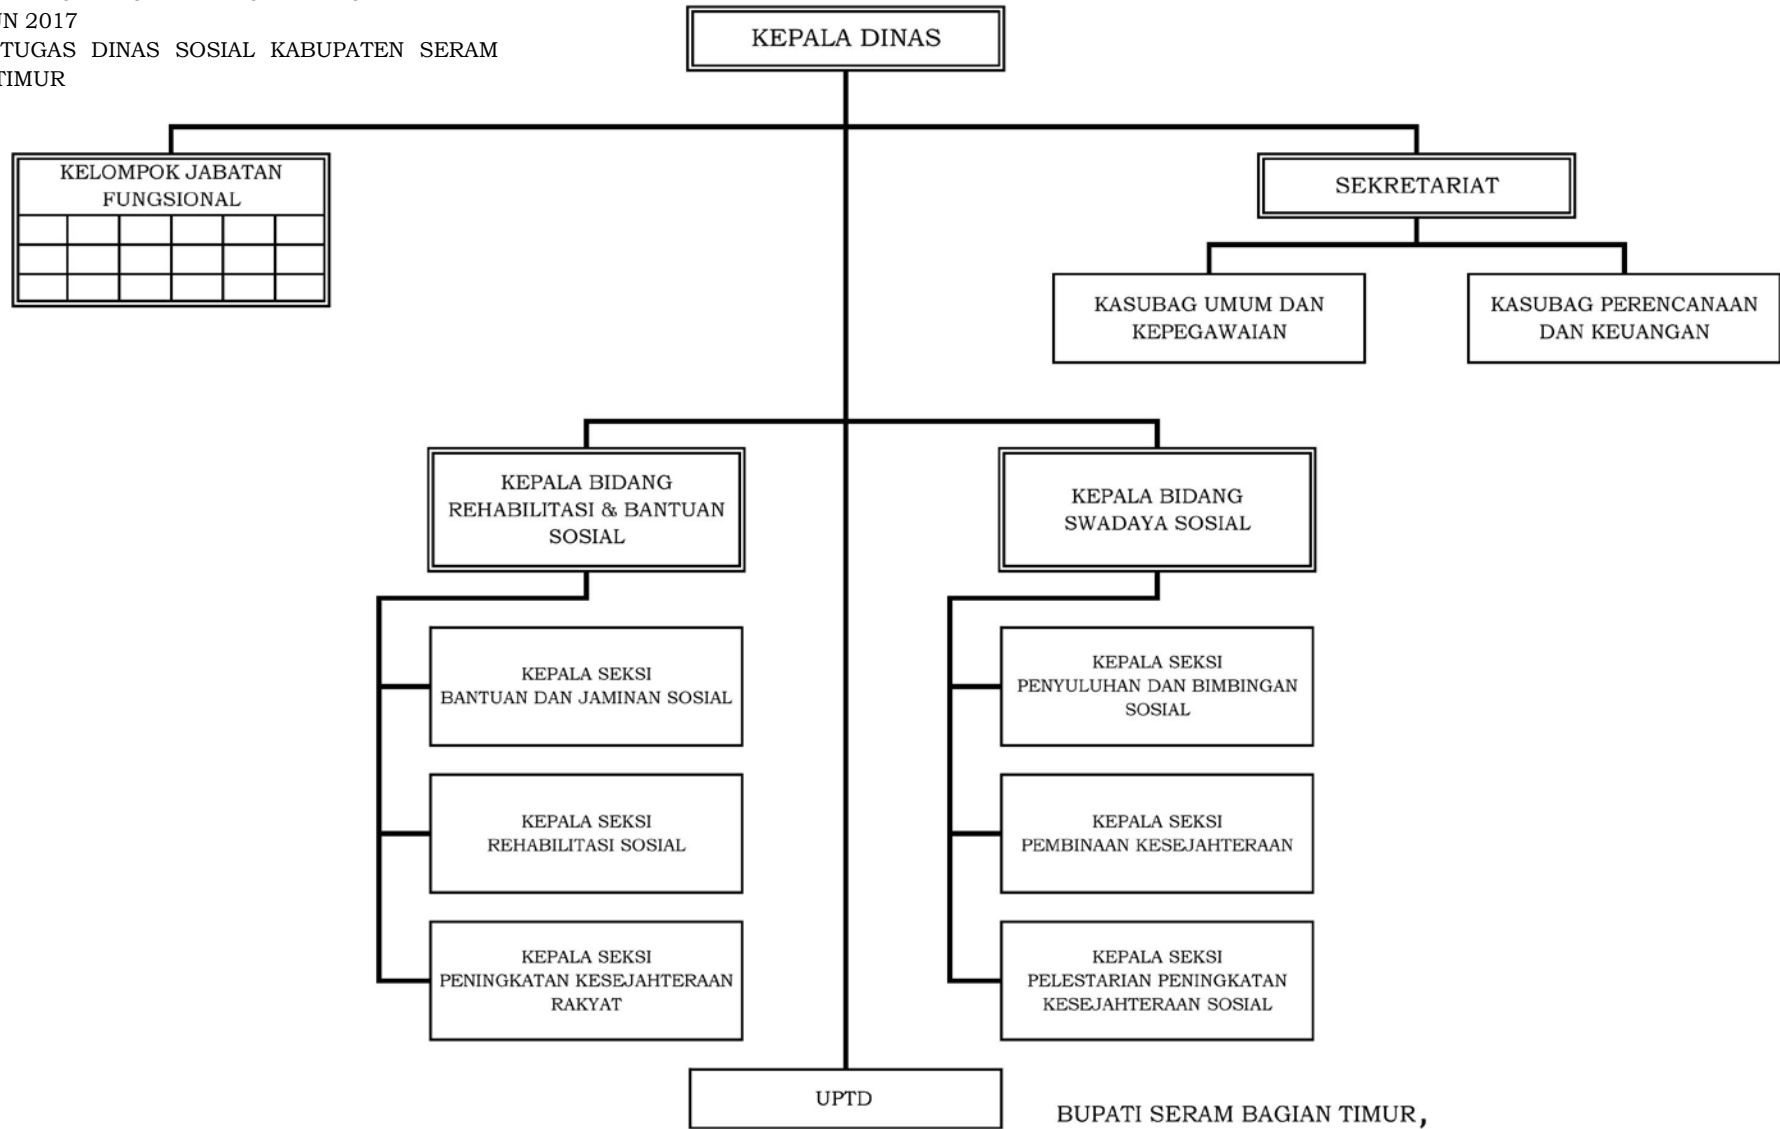 UN 2017
TUGAS DINAS SOSIAL KABUPATEN SERAM
TIMUR
KEPALA DINAS
KELOMPOK JABATAN
FUNGSIONAL
SEKRETARIAT
KASUBAG UMUM DAN
KEPEGAWAIAN
KASUBAG PERENCANAAN
DAN KEUANGAN
KEPALA BIDANG
REHABILITASI & BANTUAN
SOSIAL
KEPALA BIDANG
SWADAYA SOSIAL
KEPALA SEKSI
BANTUAN DAN JAMINAN SOSIAL
KEPALA SEKSI
REHABILITASI SOSIAL
KEPALA SEKSI
PENINGKATAN KESEJAHTERAAN
RAKYAT
KEPALA SEKSI
PENYULUHAN DAN BIMBINGAN
SOSIAL
KEPALA SEKSI
PEMBINAAN KESEJAHTERAAN
KEPALA SEKSI
PELESTARIAN PENINGKATAN
KESEJAHTERAAN SOSIAL
UPTD
BUPATI SERAM BAGIAN TIMUR,